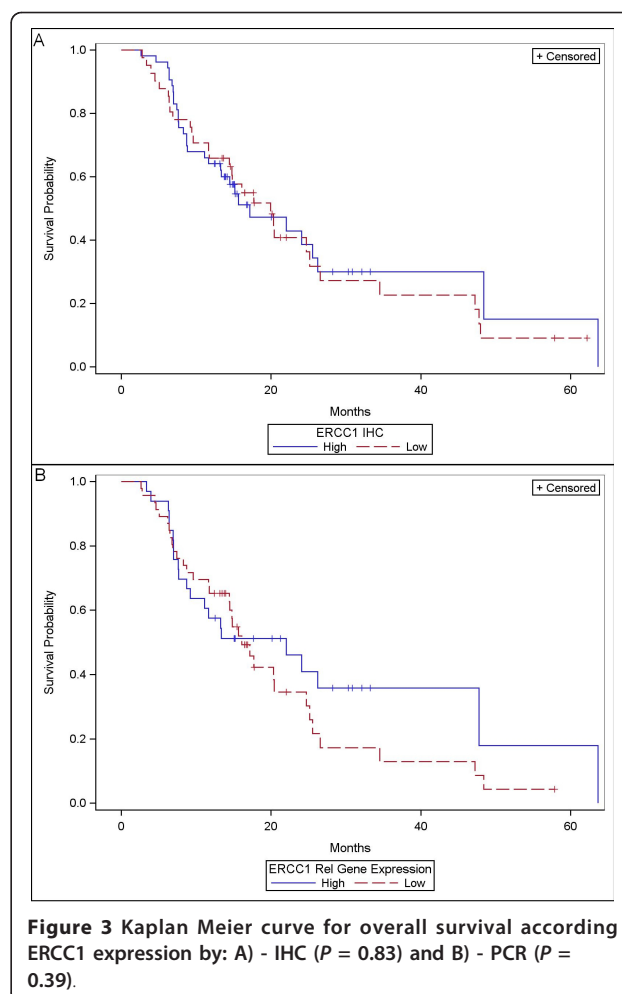 A
+ Censored
1.0
0.8
0.6
0.4
0.2
0.0
Survival Probability
0 20 40 60
Months
ERCC1 IHC
High Low
B
+ Censored
1.0
0.8
0.6
0.4
0.2
0.0
Survival Probability
0 20 40 60
Months
ERCC1 Rel Gene Expression
High Low
Figure 3 Kaplan Meier curve for overall survival according
ERCC1 expression by: A) - IHC (P = 0.83) and B) - PCR (P =
0.39).